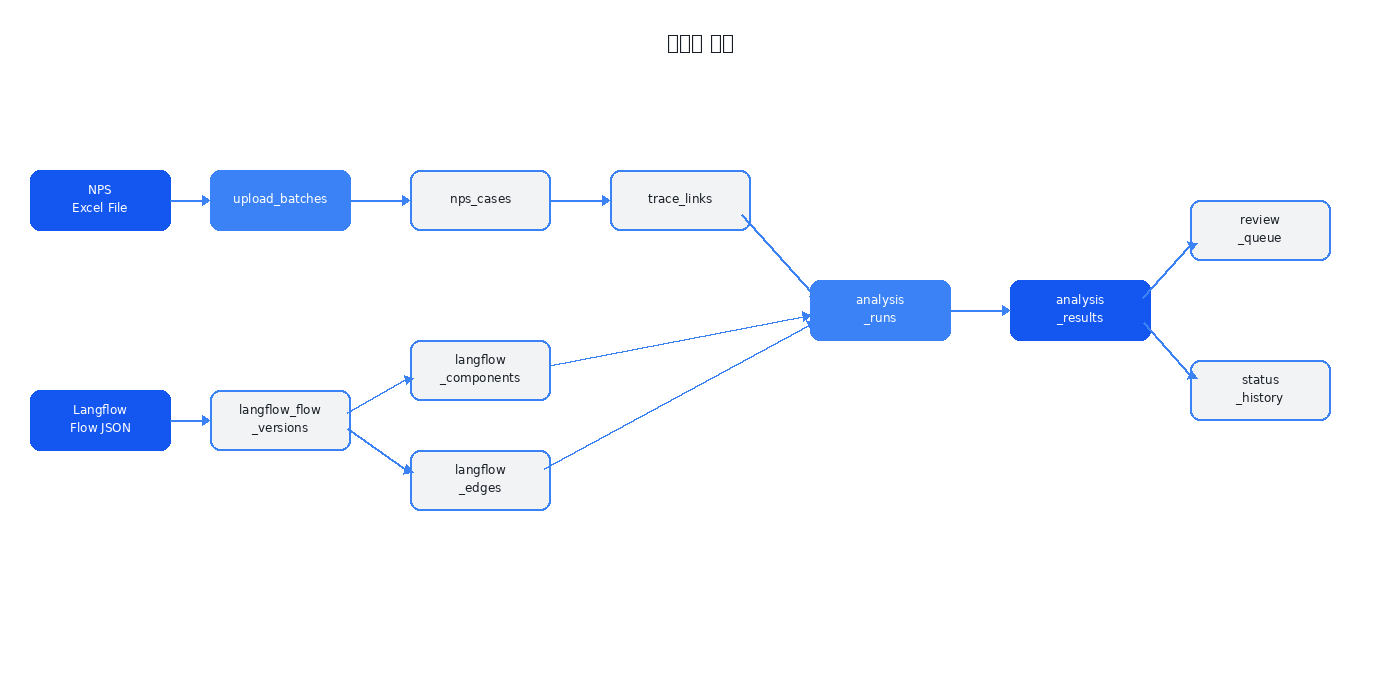 NPS
Excel File
upload_batches
nps_cases
trace_links
Langflow
Flow JSON
langflow_flow
_versions
langflow
_components
langflow
_edges
analysis
_runs
analysis
_results
review
_queue
status
_history